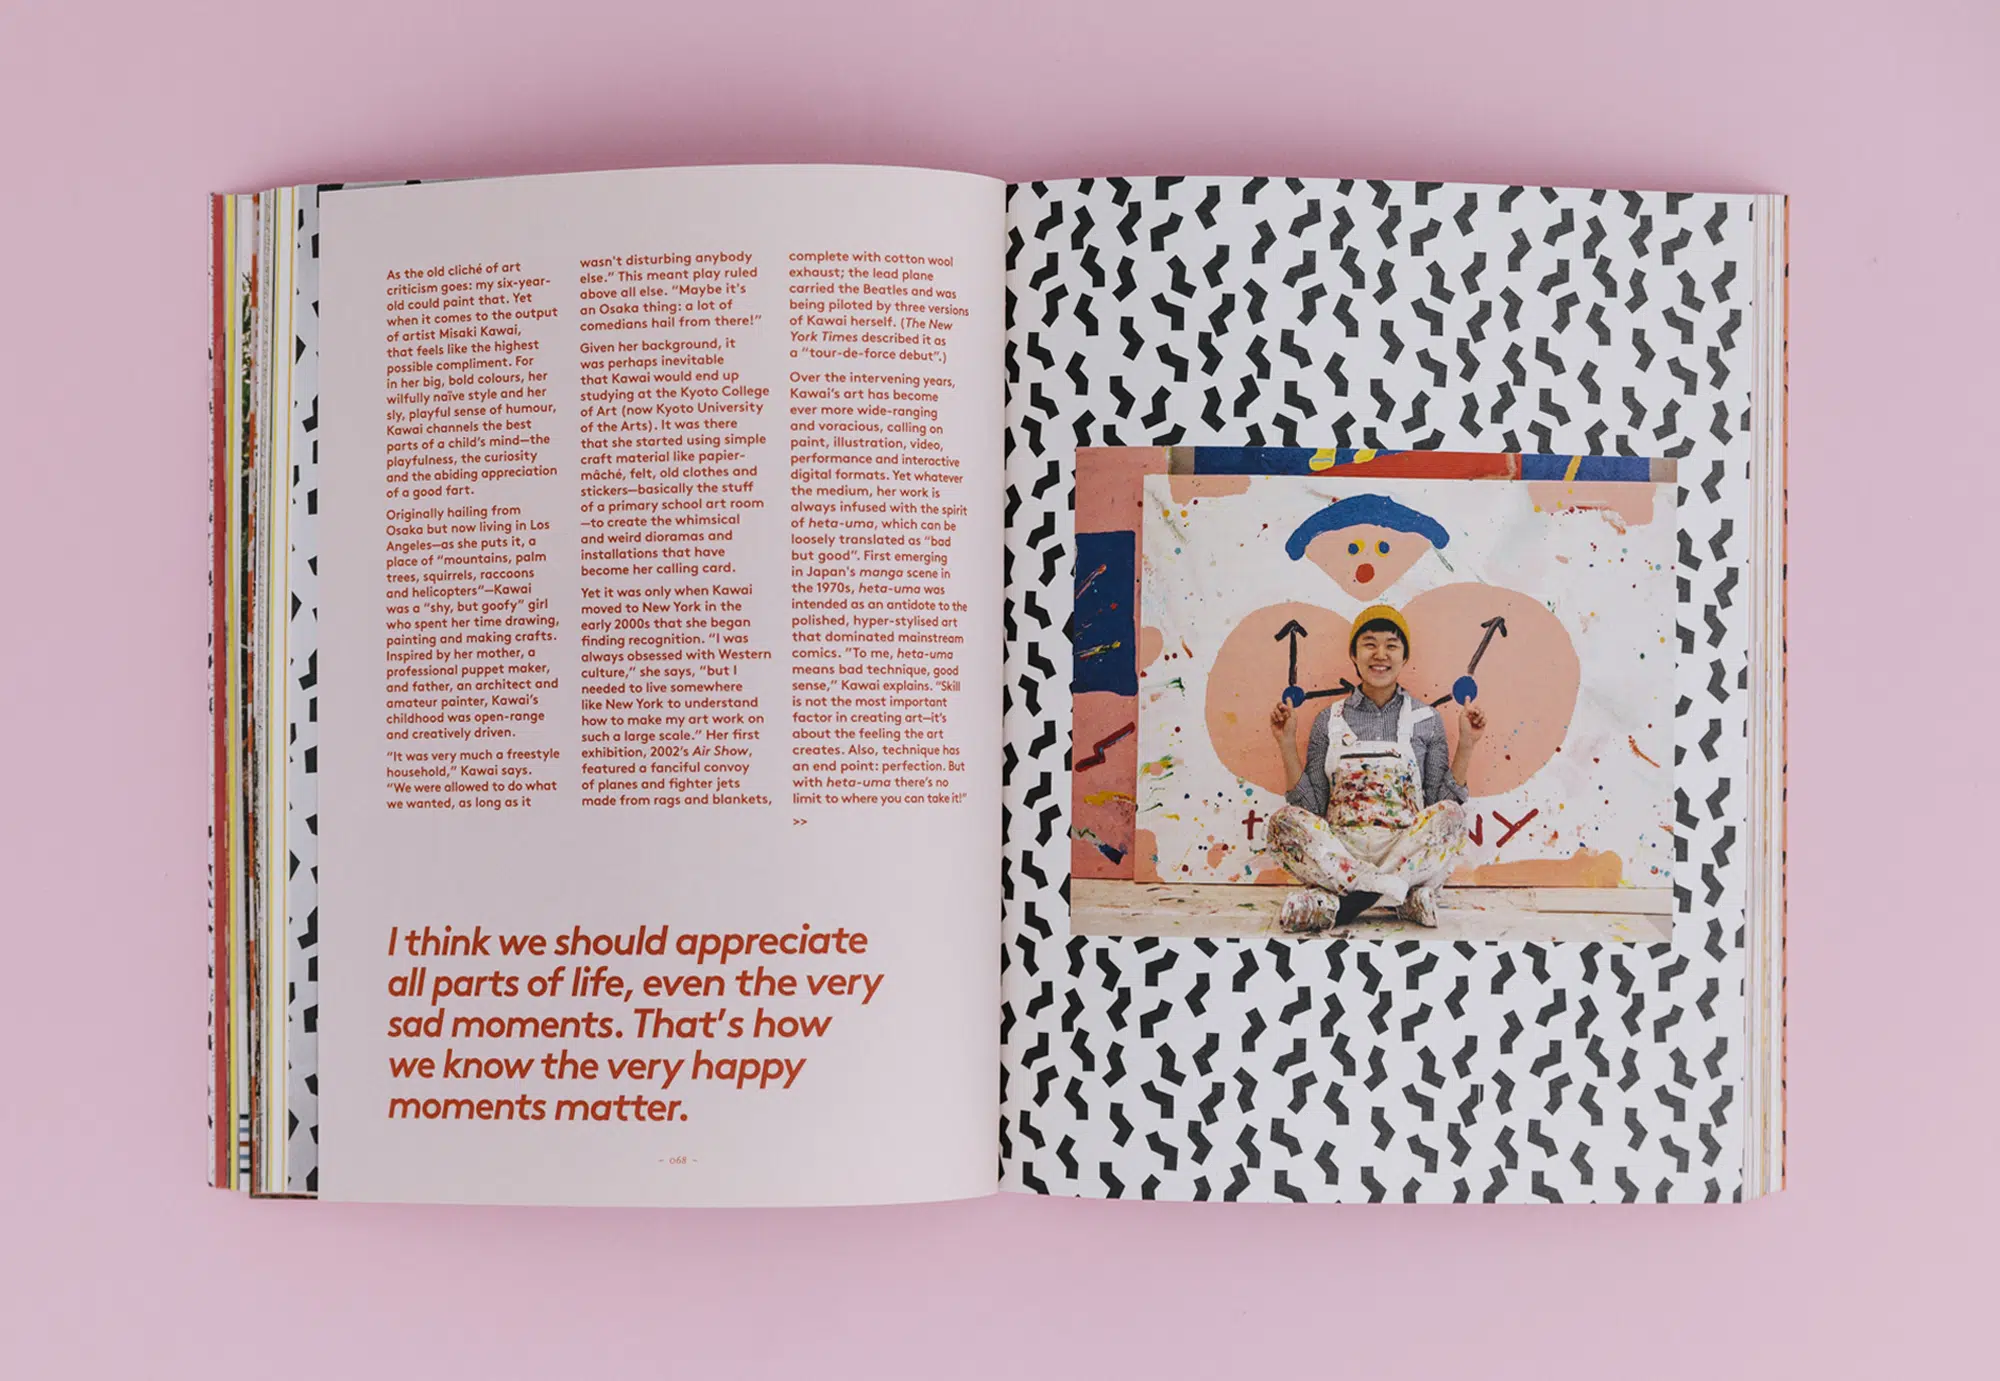 As the old cliché of art
criticism goes: my six-year-
old could paint that. Yet
when it comes to the output
of artist Misaki Kawai,
that feels like the highest
possible compliment. For
in her big, bold colours, her
wilfully naïve style and her
sly, playful sense of humour,
Kawai channels the best
parts of a child's mind—the
playfulness, the curiosity
and the abiding appreciation
of a good fart.
Originally hailing from
Osaka but now living in Los
Angeles—as she puts it, a
place of "mountains, palm
trees, squirrels, raccoons
and helicopters"—Kawai
was a "shy, but goofy" girl
who spent her time drawing,
painting and making crafts.
Inspired by her mother, a
professional puppet maker,
and father, an architect and
amateur painter, Kawai's
childhood was open-range
and creatively driven.
"It was very much a freestyle
household," Kawai says.
"We were allowed to do what
we wanted, as long as it
wasn't disturbing anybody
else." This meant play ruled
above all else. "Maybe it's
an Osaka thing: a lot of
comedians hail from there!"
Given her background, it
was perhaps inevitable
that Kawai would end up
studying at the Kyoto College
of Art (now Kyoto University
of the Arts). It was there
that she started using simple
craft material like papier-
mâché, felt, old clothes and
stickers—basically the stuff
of a primary school art room
—to create the whimsical
and weird dioramas and
installations that have
become her calling card.
Yet it was only when Kawai
moved to New York in the
early 2000s that she began
finding recognition. "I was
always obsessed with Western
culture," she says, "but I
needed to live somewhere
like New York to understand
how to make my art work on
such a large scale." Her first
exhibition, 2002's Air Show,
featured a fanciful convoy
of planes and fighter jets
made from rags and blankets,
complete with cotton wool
exhaust; the lead plane
carried the Beatles and was
being piloted by three versions
of Kawai herself. (The New
York Times described it as
a "tour-de-force debut".)
Over the intervening years,
Kawai's art has become
ever more wide-ranging
and voracious, calling on
paint, illustration, video,
performance and interactive
digital formats. Yet whatever
the medium, her work is
always infused with the spirit
of heta-uma, which can be
loosely translated as "bad
but good". First emerging
in Japan's manga scene in
the 1970s, heta-uma was
intended as an antidote to the
polished, hyper-stylised art
that dominated mainstream
comics. "To me, heta-uma
means bad technique, good
sense," Kawai explains. "Skill
is not the most important
factor in creating art—it's
about the feeling the art
creates. Also, technique has
an end point: perfection. But
with heta-uma there's no
limit to where you can take it!"
>>
I think we should appreciate
all parts of life, even the very
sad moments. That's how
we know the very happy
moments matter.
– 068 –